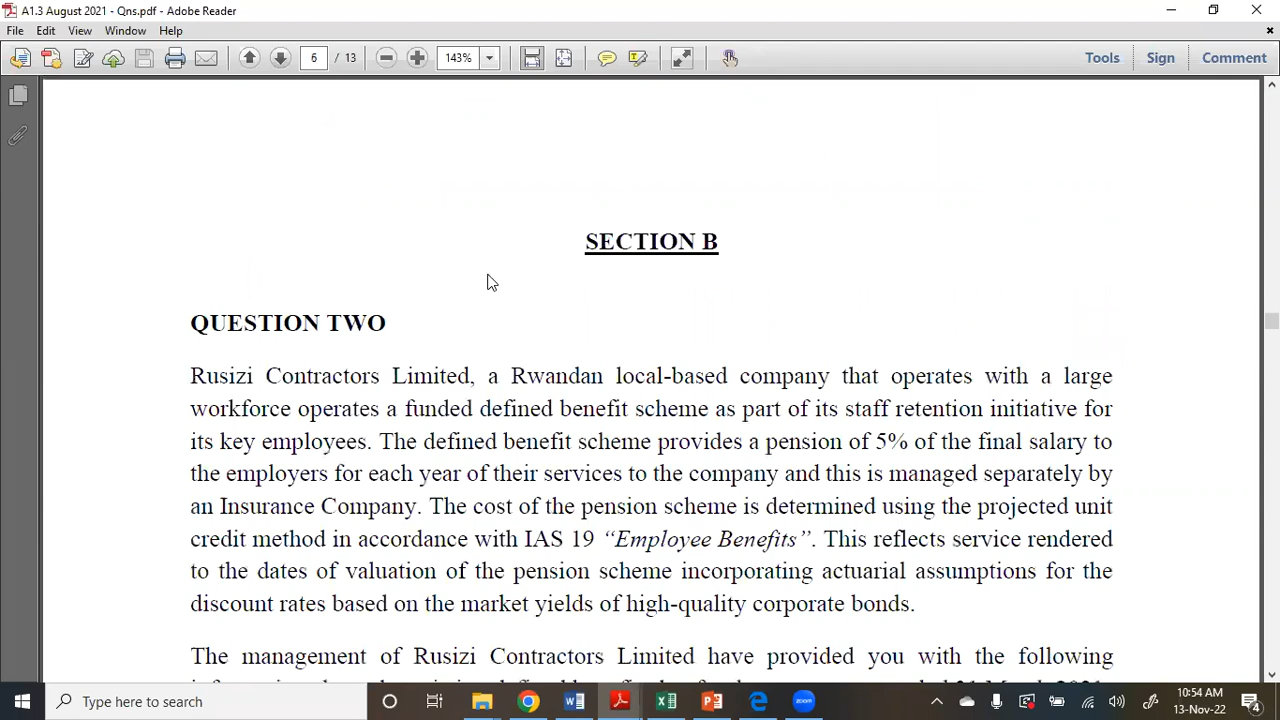 A1.3 August 2021 - Qns.pdf - Adobe Reader
File Edit View Window Help
6 / 13 143% Tools Sign Comment
SECTION B
QUESTION TWO
Rusizi Contractors Limited, a Rwandan local-based company that operates with a large
workforce operates a funded defined benefit scheme as part of its staff retention initiative for
its key employees. The defined benefit scheme provides a pension of 5% of the final salary to
the employers for each year of their services to the company and this is managed separately by
an Insurance Company. The cost of the pension scheme is determined using the projected unit
credit method in accordance with IAS 19 “Employee Benefits”. This reflects service rendered
to the dates of valuation of the pension scheme incorporating actuarial assumptions for the
discount rates based on the market yields of high-quality corporate bonds.
The management of Rusizi Contractors Limited have provided you with the following
Type here to search
10:54 AM
13-Nov-22
4